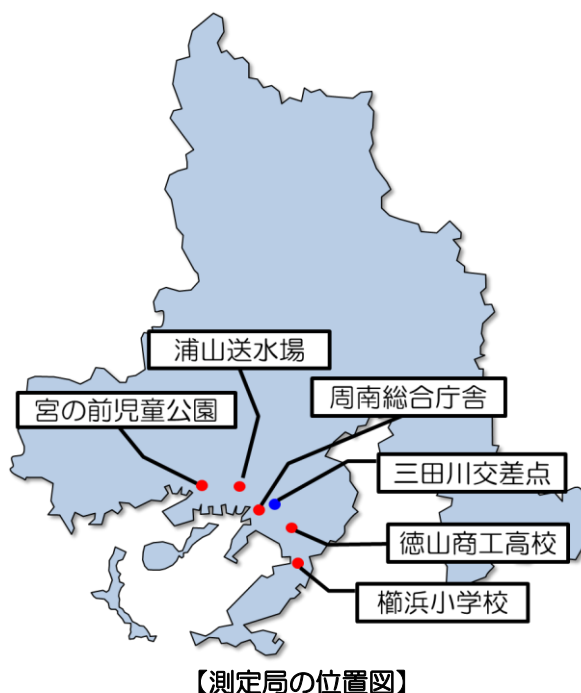 浦山送水場
周南総合庁舎
宮の前児童公園
三田川交差点
徳山商工高校
櫛浜小学校
【測定局の位置図】